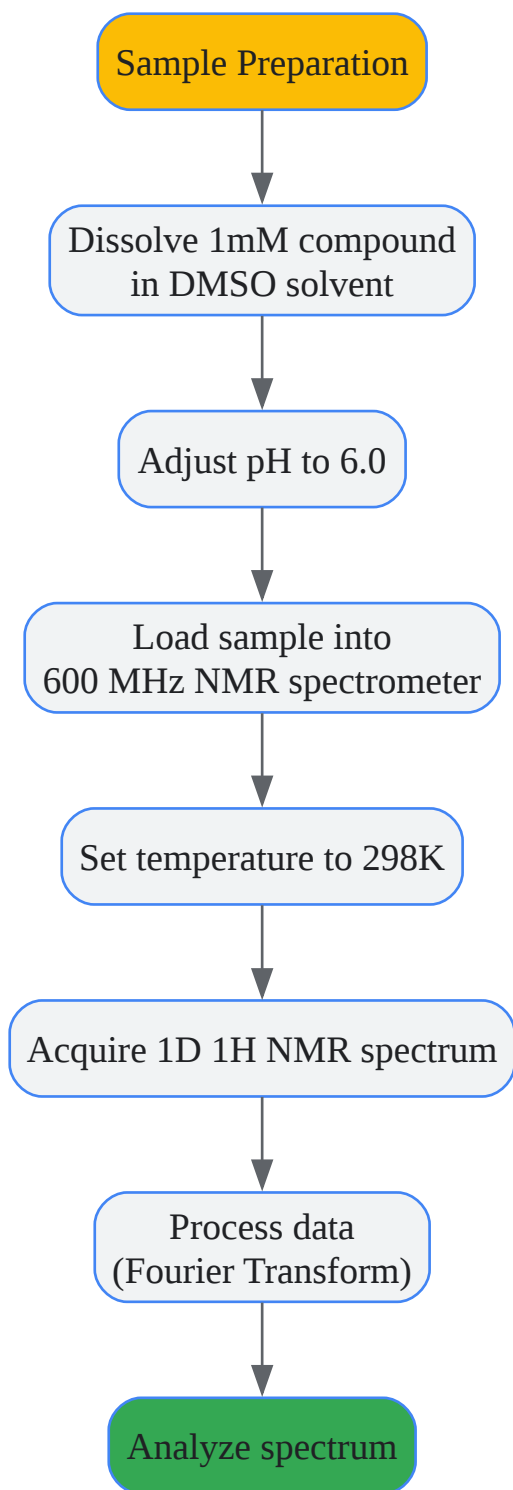 Sample Preparation
Dissolve 1mM compound
in DMSO solvent
Adjust pH to 6.0
Load sample into
600 MHz NMR spectrometer
Set temperature to 298K
Acquire 1D 1H NMR spectrum
Process data
(Fourier Transform)
Analyze spectrum